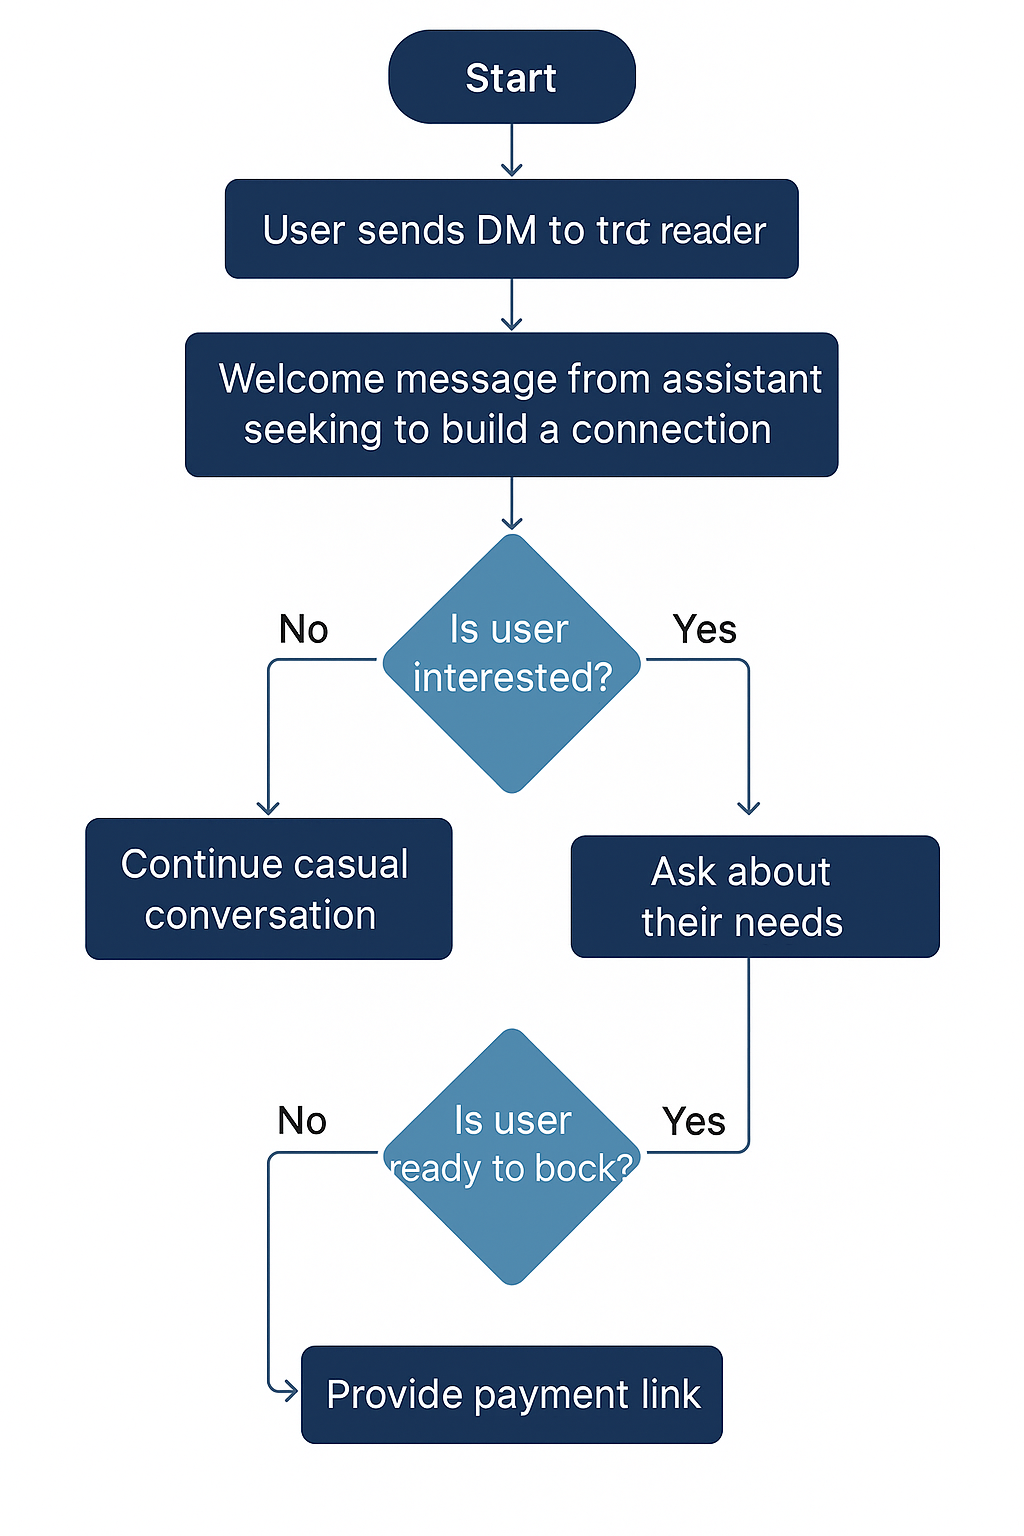 Start
User sends DM to reader
Welcome message from assistant
seeking to build a connection
No
Is user
interested?
Yes
Continue casual
conversation
Ask about
their needs
No
Is user
ready to bock?
Yes
Provide payment link